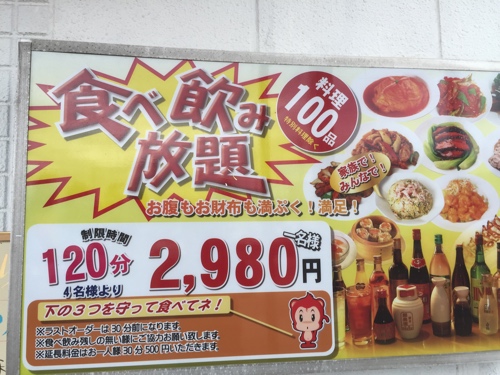 食べ飲み
放題
料理
100品
特別料理除く
家族で!
みんなで!
お腹もお財布も満ぷく!満足!
制限時間
120分
4名様より
一名様
2,980円
下の3つを守って食べてネ!
※ラストオーダーは30分前になります。
※食べ飲み残しの無い様にご協力お願い致します。
※延長料金はお一人様30分500円いただきます。